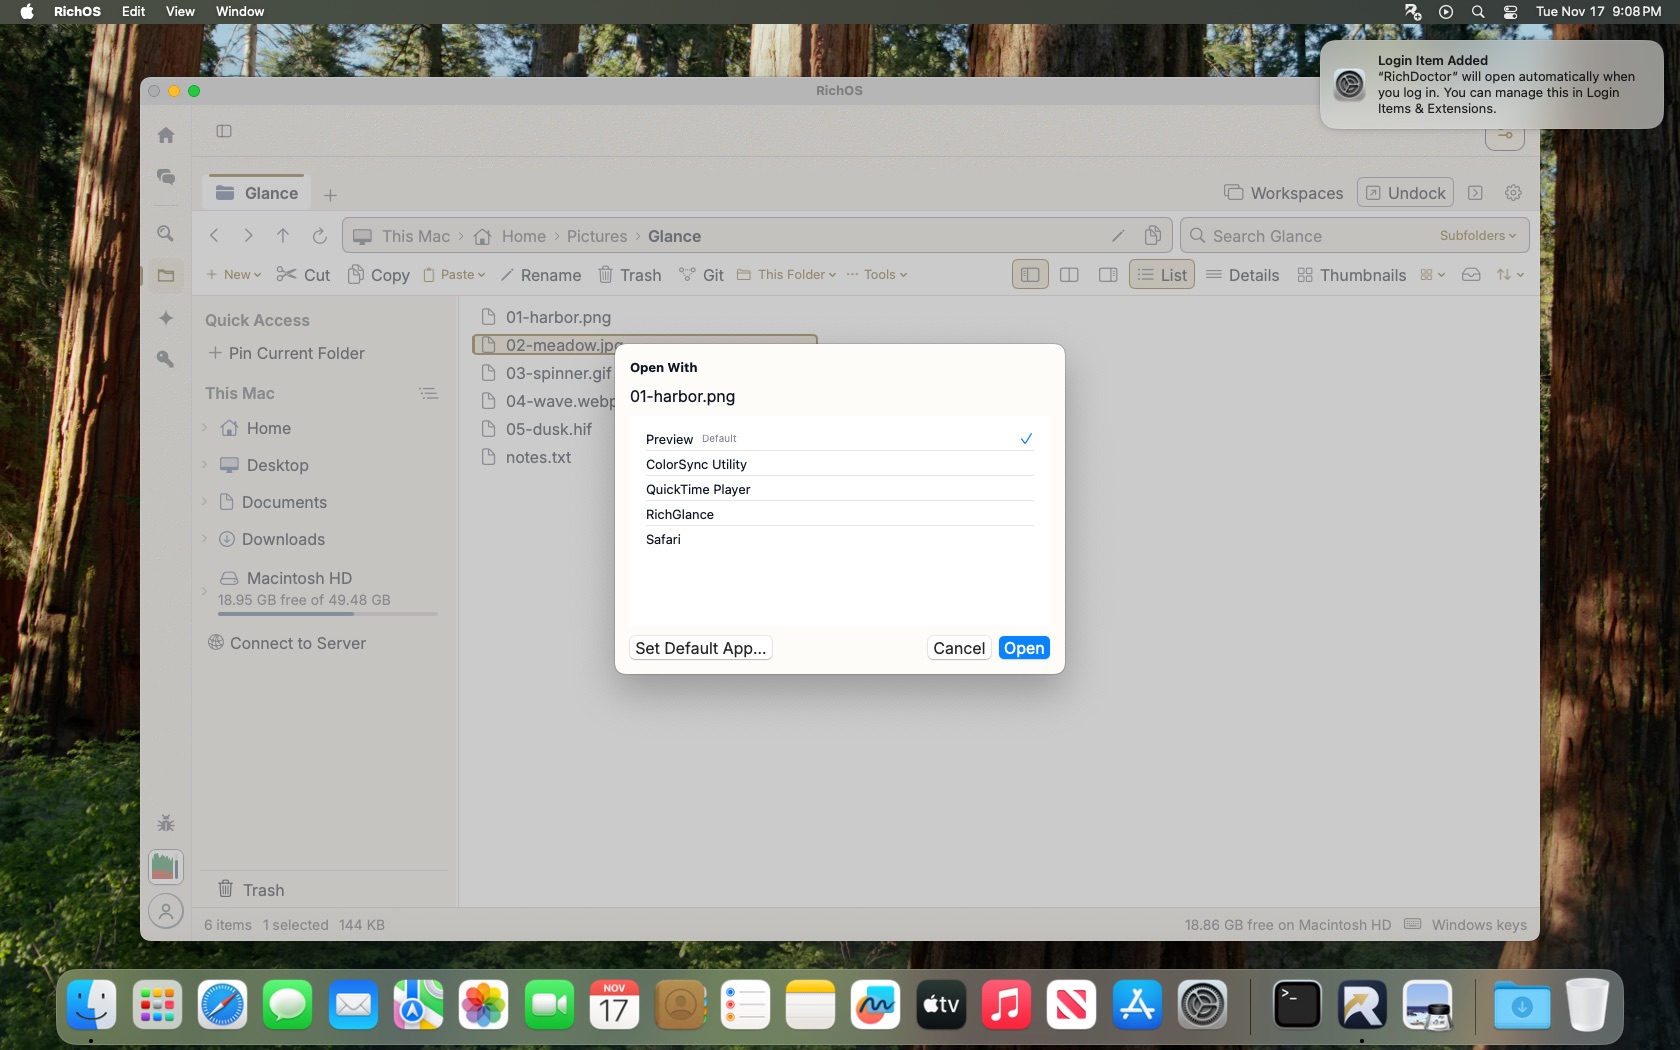 RichOS Edit View Window
Tue Nov 17 9:08 PM
Login Item Added
“RichDoctor” will open automatically when
you log in. You can manage this in Login
Items & Extensions.
RichOS
Glance
Workspaces Undock
This Mac Home Pictures Glance
Search Glance Subfolders
New Cut Copy Paste Rename Trash Git This Folder Tools
List Details Thumbnails
Quick Access
Pin Current Folder
This Mac
Home
Desktop
Documents
Downloads
Macintosh HD
18.95 GB free of 49.48 GB
Connect to Server
Trash
01-harbor.png
02-meadow.jpg
03-spinner.gif
04-wave.webp
05-dusk.hif
notes.txt
Open With
01-harbor.png
Preview Default
ColorSync Utility
QuickTime Player
RichGlance
Safari
Set Default App...
Cancel Open
6 items 1 selected 144 KB
18.86 GB free on Macintosh HD Windows keys
NOV
17
tv